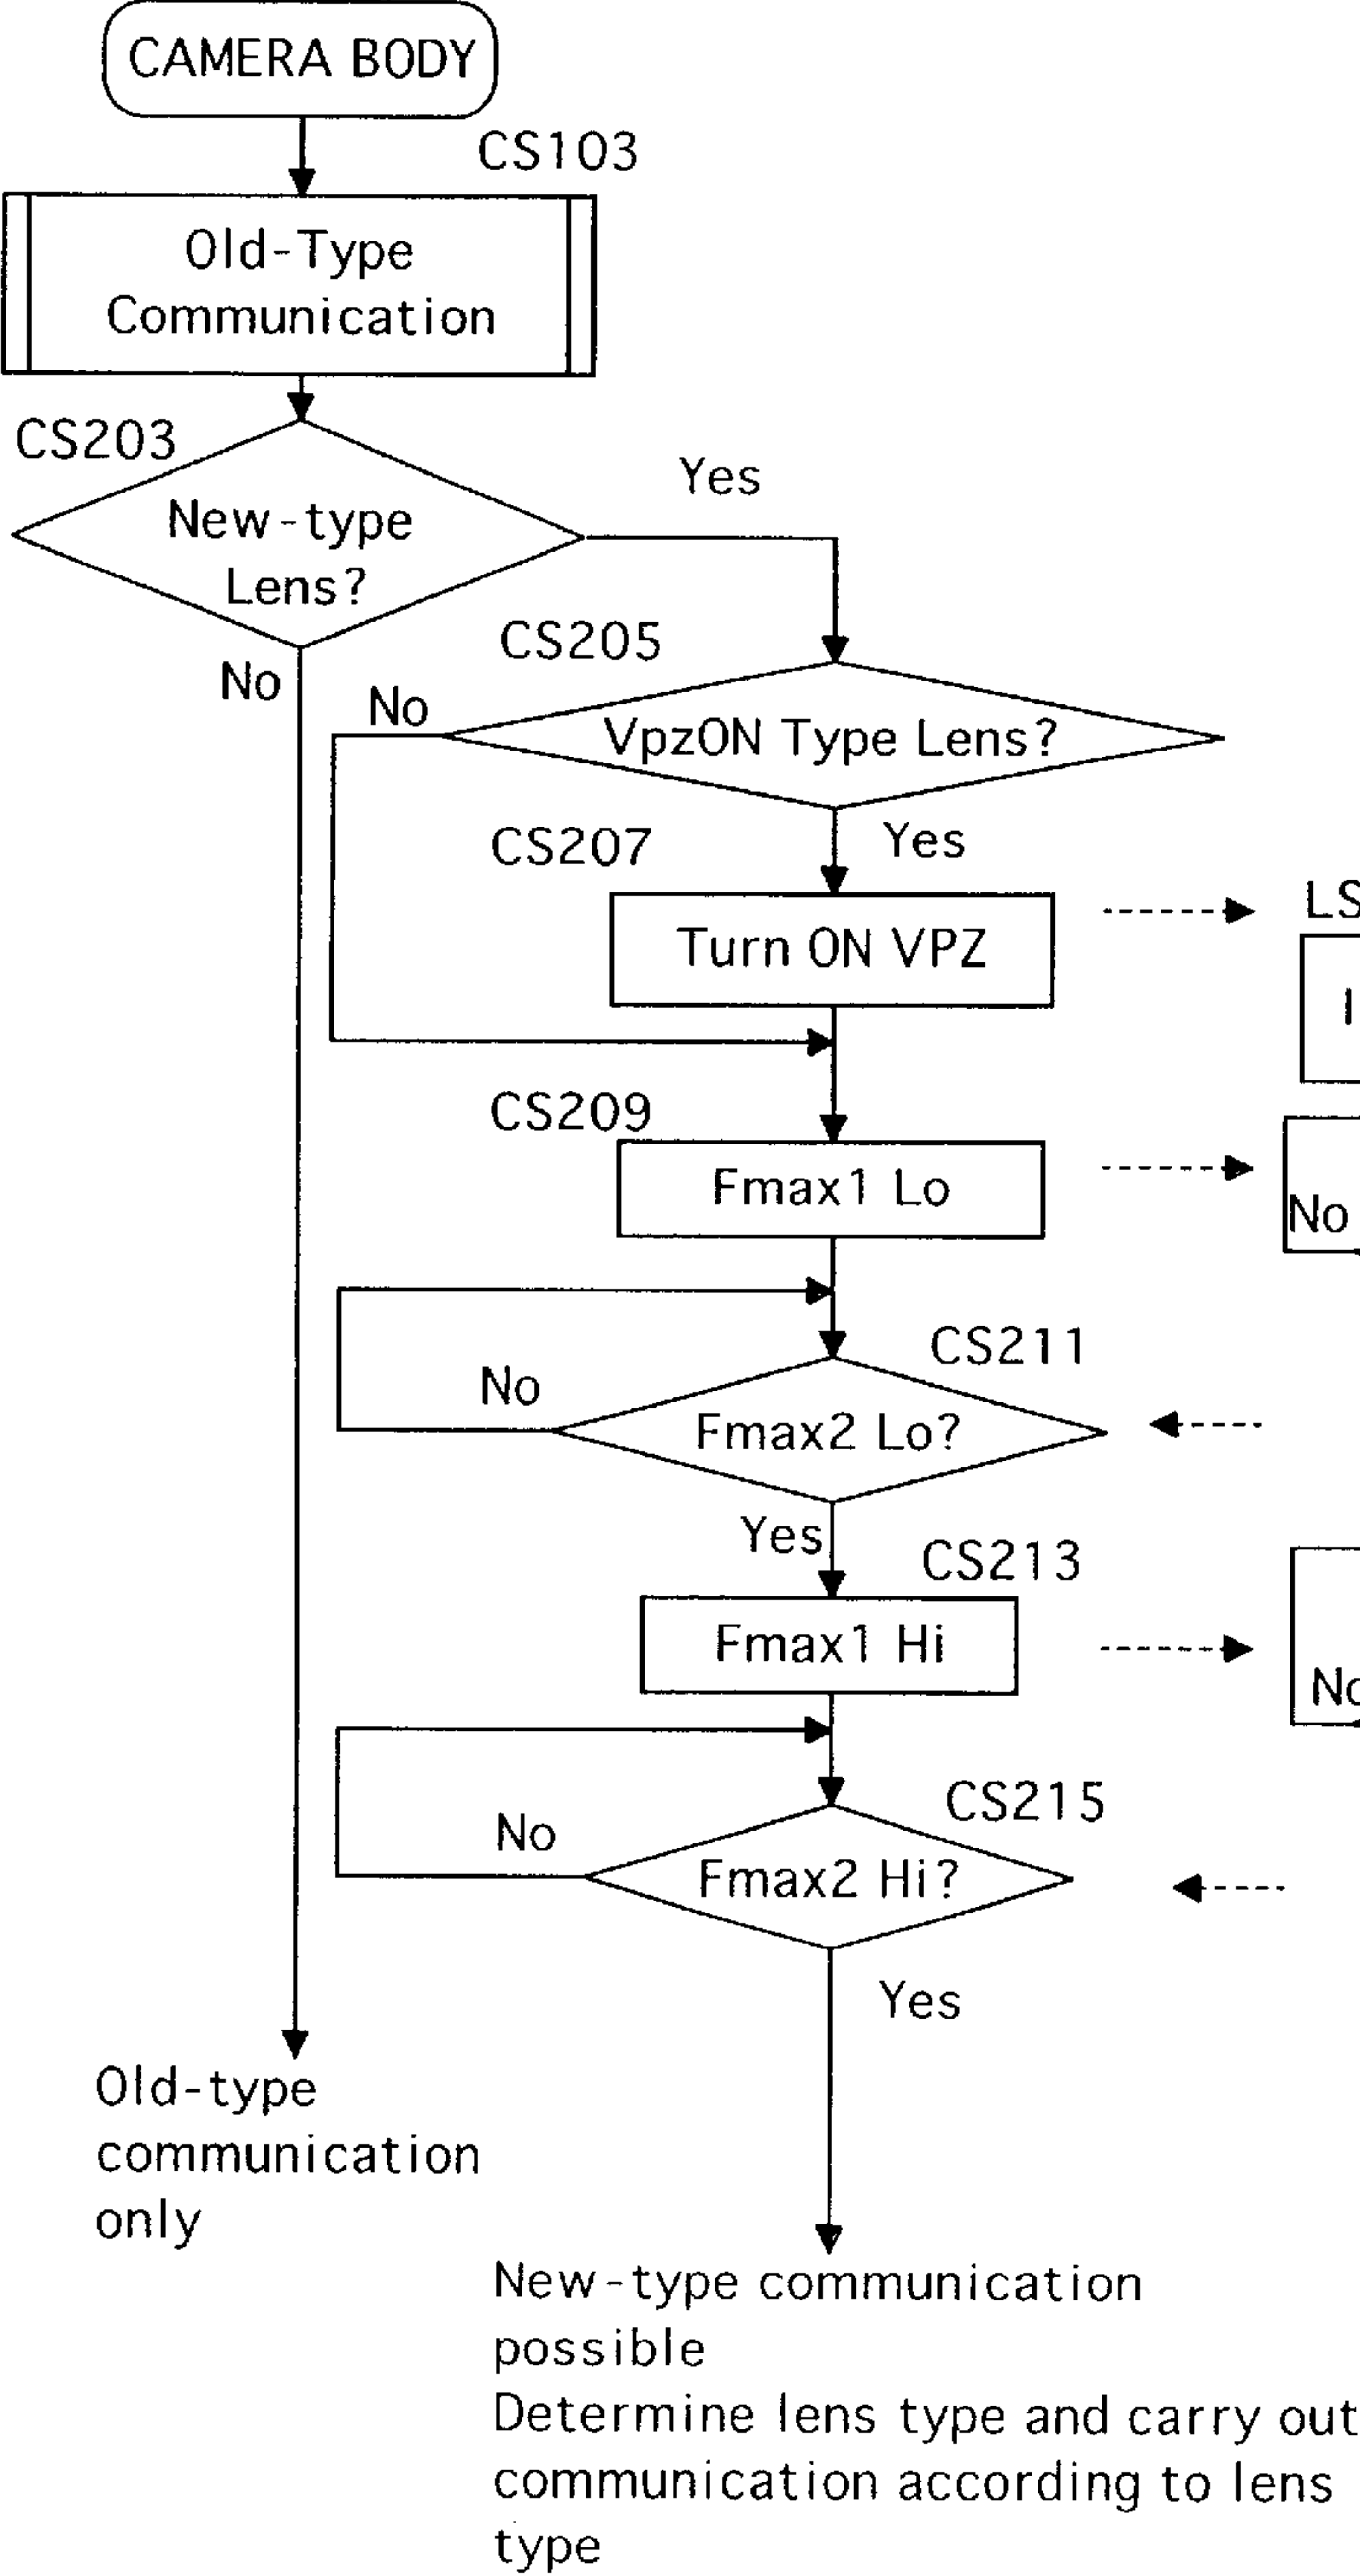 CAMERA BODY
CS103
Old-Type
Communication
CS203
Yes
New-type
Lens?
CS205
No
No
VpzON Type Lens?
CS207
Yes
LS
Turn ON VPZ
CS209
Fmax1 Lo
No
CS211
No
Fmax2 Lo?
Yes
CS213
Fmax1 Hi
CS215
No
Fmax2 Hi?
Yes
Old-type
communication
only
New-type communication
possible
Determine lens type and carry out
communication according to lens
type